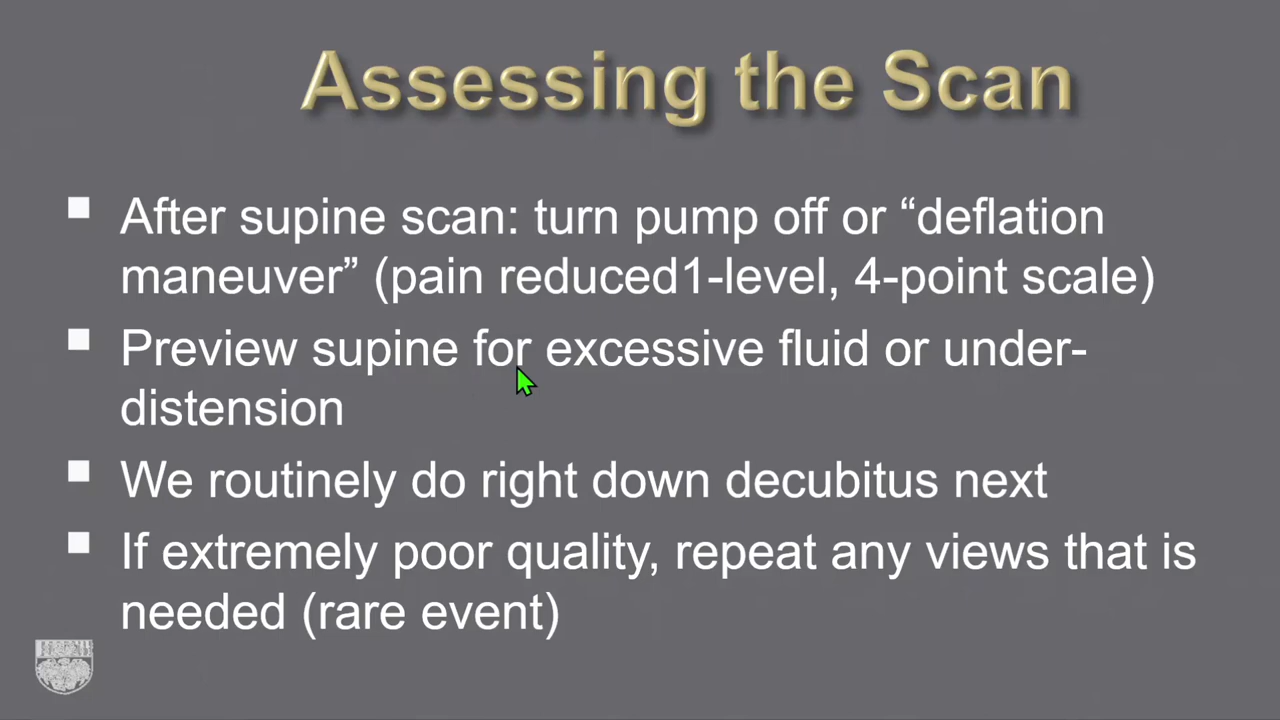 Assessing the Scan
After supine scan: turn pump off or “deflation
maneuver” (pain reduced1-level, 4-point scale)
Preview supine for excessive fluid or under-
distension
We routinely do right down decubitus next
If extremely poor quality, repeat any views that is
needed (rare event)